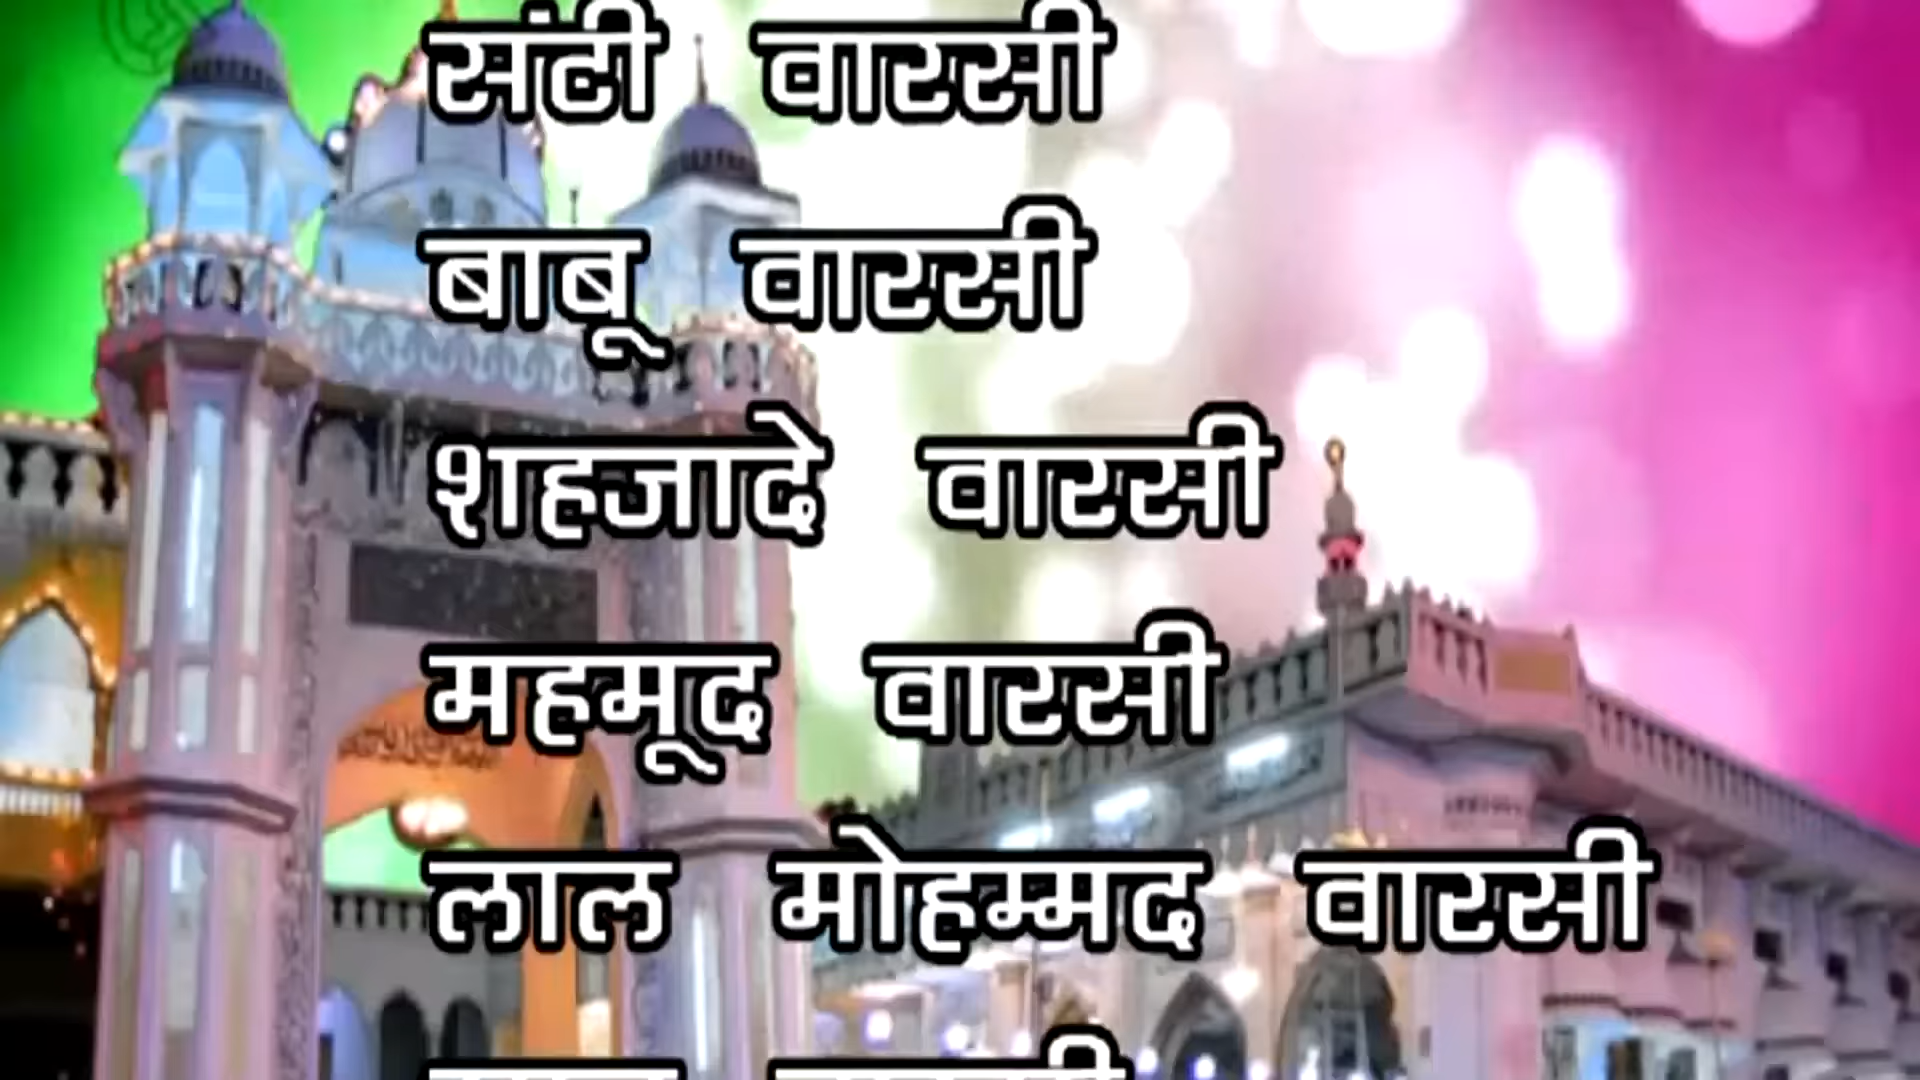 संटी वारसी
बाबू वारसी
शहजादे वारसी
महमूद वारसी
लाल मोहम्मद वारसी